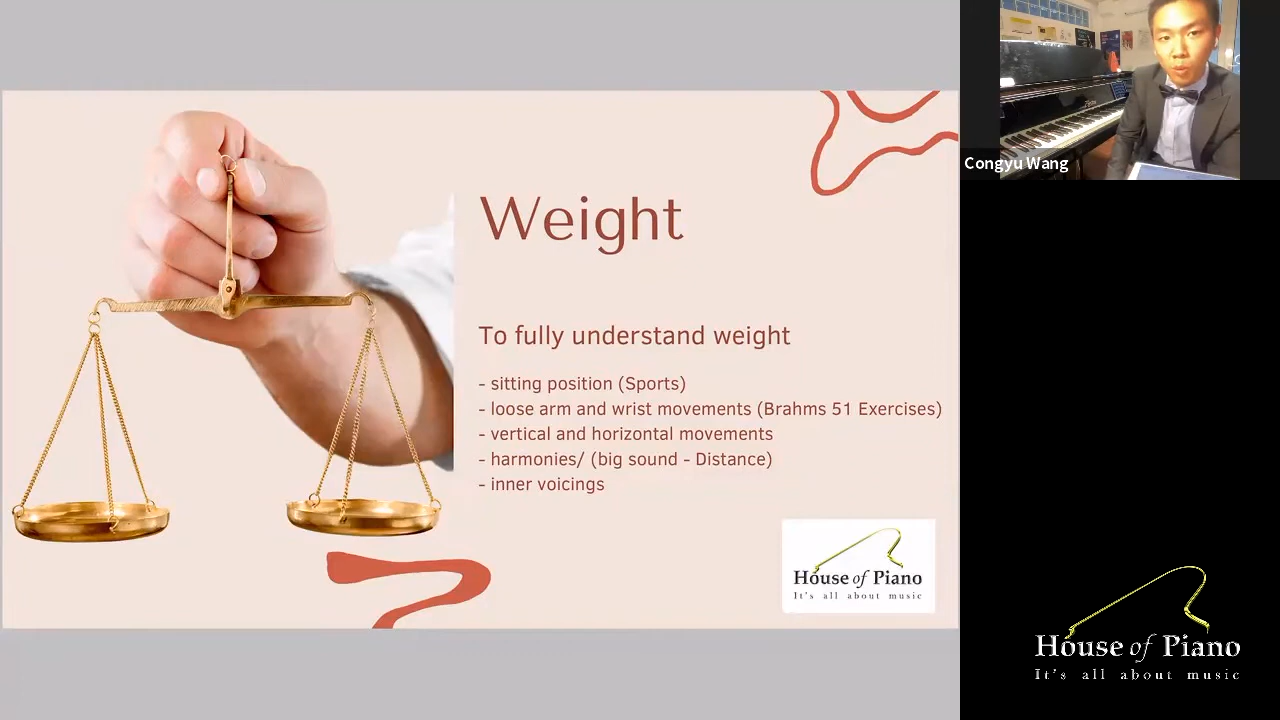 Weight
To fully understand weight
- sitting position (Sports)
- loose arm and wrist movements (Brahms 51 Exercises)
- vertical and horizontal movements
- harmonies/ (big sound - Distance)
- inner voicings
House of Piano
It's all about music
Congyu Wang
House of Piano
It's all about music